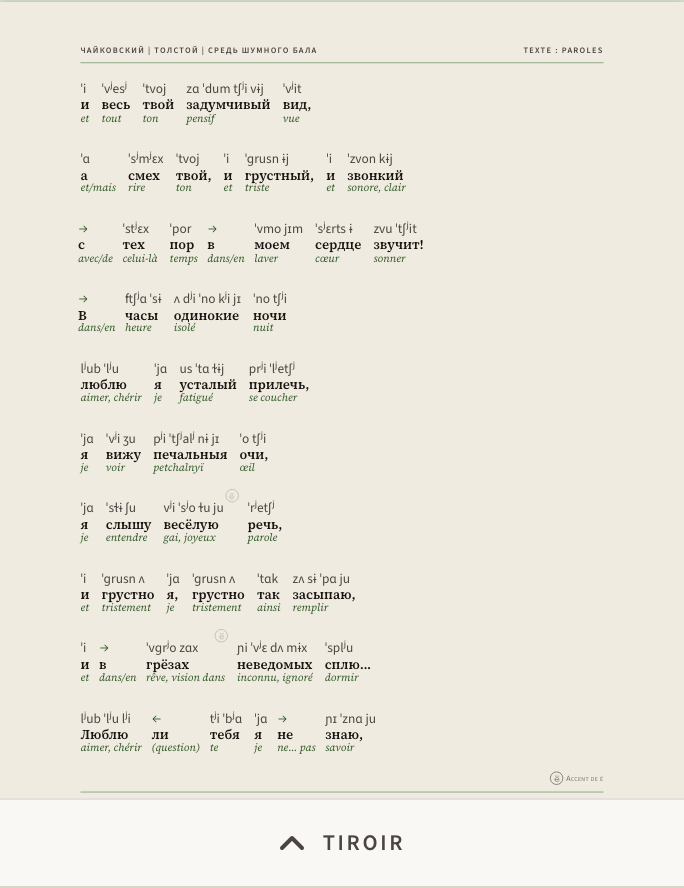 ЧАЙКОВСКИЙ | ТОЛСТОЙ | СРЕДЬ ШУМНОГО БАЛА TEXTE : PAROLES
ˈi ˈvʲesʲ ˈtvoj zɑ ˈdum tʃʲi vɨj ˈvʲit
и весь твой задумчивый вид,
et tout ton pensif vue
ˈɑ ˈsʲmʲɛx ˈtvoj ˈi ˈgrusn ɨj ˈi ˈzvon kɨj
а смех твой, и грустный, и звонкий
et/mais rire ton et triste et sonore, clair
→ ˈstʲɛx ˈpor → ˈvmo jɪm ˈsʲɛrts ɨ zvu ˈtʃʲit
с тех пор в моем сердце звучит!
avec/de celui-là temps dans/en laver cœur sonner
→ ftʃʲɑ ˈsɨ ʌ dʲi ˈno kʲi jɪ ˈno tʃʲi
В часы одинокие ночи
dans/en heure isolé nuit
lʲub ˈlʲu ˈjɑ us ˈtɑ ɫɨj prʲi ˈlʲetʃʲ
люблю я усталый прилечь,
aimer, chérir je fatigué se coucher
ˈjɑ ˈvʲi ʒu pʲi ˈtʃʲalʲ nɨ jɪ ˈo tʃʲi
я вижу печальныя очи,
je voir petchalnyï œil
ˈjɑ ˈsɫɨ ʃu vʲi ˈsʲo ɫu ju ˈrʲetʃʲ
я слышу весёлую речь,
je entendre gai, joyeux parole
ˈi ˈgrusn ʌ ˈjɑ ˈgrusn ʌ ˈtɑk zʌ sɨ ˈpɑ ju
и грустно я, грустно так засыпаю,
et tristement je tristement ainsi remplir
ˈi → ˈvgrʲo zɑx ɲi ˈvʲɛ dʌ mɨx ˈsplʲu
и в грёзах неведомых сплю...
et dans/en rêve, vision dans inconnu, ignoré dormir
lʲub ˈlʲu lʲi ← tʲi ˈbʲɑ ˈjɑ → ɲɪ ˈznɑ ju
Люблю ли тебя я не знаю,
aimer, chérir (question) te je ne... pas savoir
ё Accent de ё
TIROIR